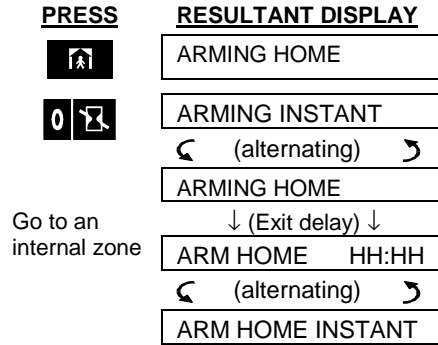 PRESS RESULTANT DISPLAY
ARMING HOME
0 ARMING INSTANT
(alternating)
ARMING HOME
Go to an ↓ (Exit delay) ↓
internal zone ARM HOME HH:HH
(alternating)
ARM HOME INSTANT